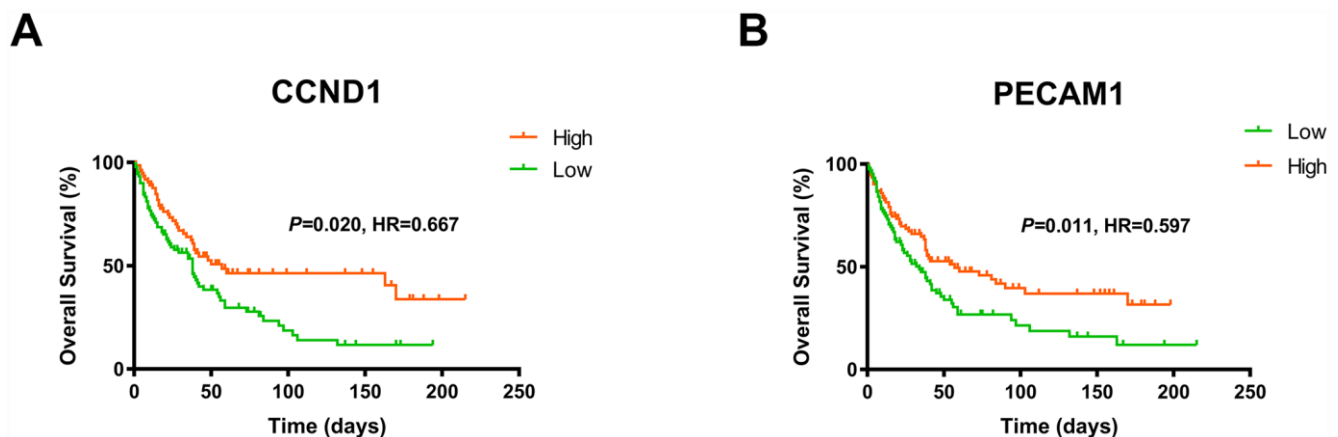 A
CCND1
High
Low
P=0.020, HR=0.667
Overall Survival (%)
100
50
0
0 50 100 150 200 250
Time (days)
B
PECAM1
Low
High
P=0.011, HR=0.597
Overall Survival (%)
100
50
0
0 50 100 150 200 250
Time (days)